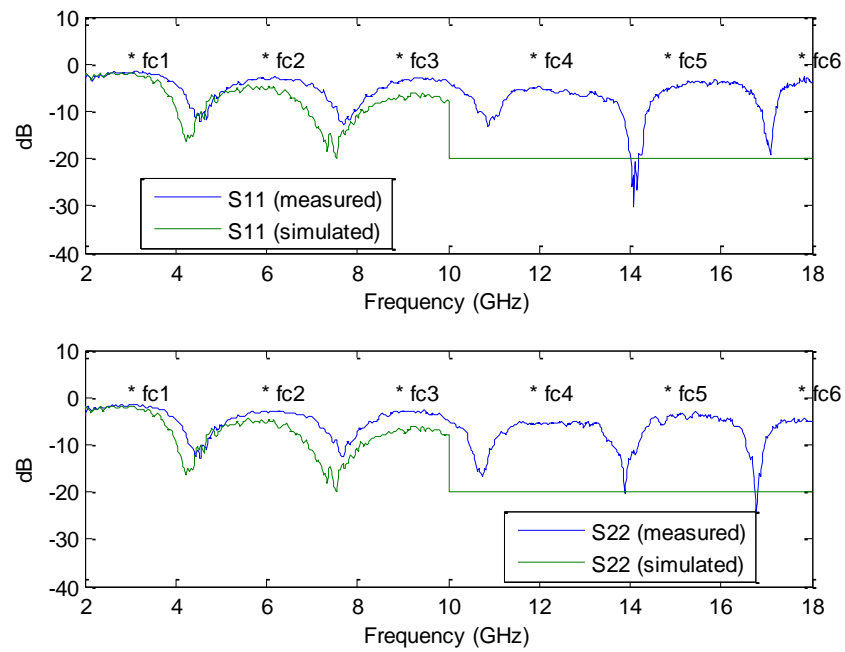 10
0
-10
-20
-30
-40
dB
* fc1 * fc2 * fc3 * fc4 * fc5 * fc6
S11 (measured)
S11 (simulated)
2 4 6 8 10 12 14 16 18
Frequency (GHz)
10
0
-10
-20
-30
-40
dB
* fc1 * fc2 * fc3 * fc4 * fc5 * fc6
S22 (measured)
S22 (simulated)
2 4 6 8 10 12 14 16 18
Frequency (GHz)